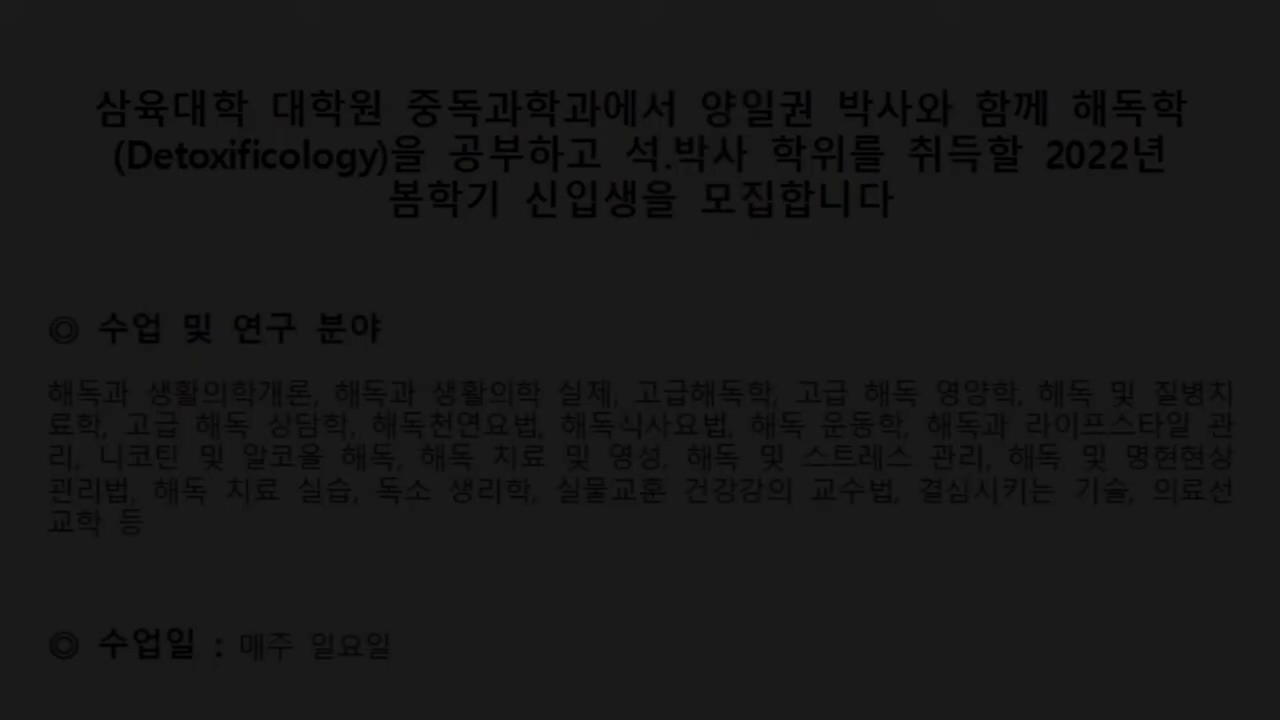 삼육대학 대학원 중독과학과에서 양일권 박사와 함께 해독학
(Detoxificology)을 공부하고 석.박사 학위를 취득할 2022년
봄학기 신입생을 모집합니다
◎ 수업 및 연구 분야
해독과 생활의학개론, 해독과 생활의학 실제, 고급해독학, 고급 해독 영양학, 해독 및 질병치
료학, 고급 해독 상담학, 해독천연요법, 해독식사요법, 해독 운동학, 해독과 라이프스타일 관
리, 니코틴 및 알코올 해독, 해독 치료 및 영성, 해독 및 스트레스 관리, 해독 및 명현현상
관리법, 해독 치료 실습, 독소 생리학, 실물교훈 건강강의 교수법, 결심시키는 기술, 의료선
교학 등
◎ 수업일 : 매주 일요일